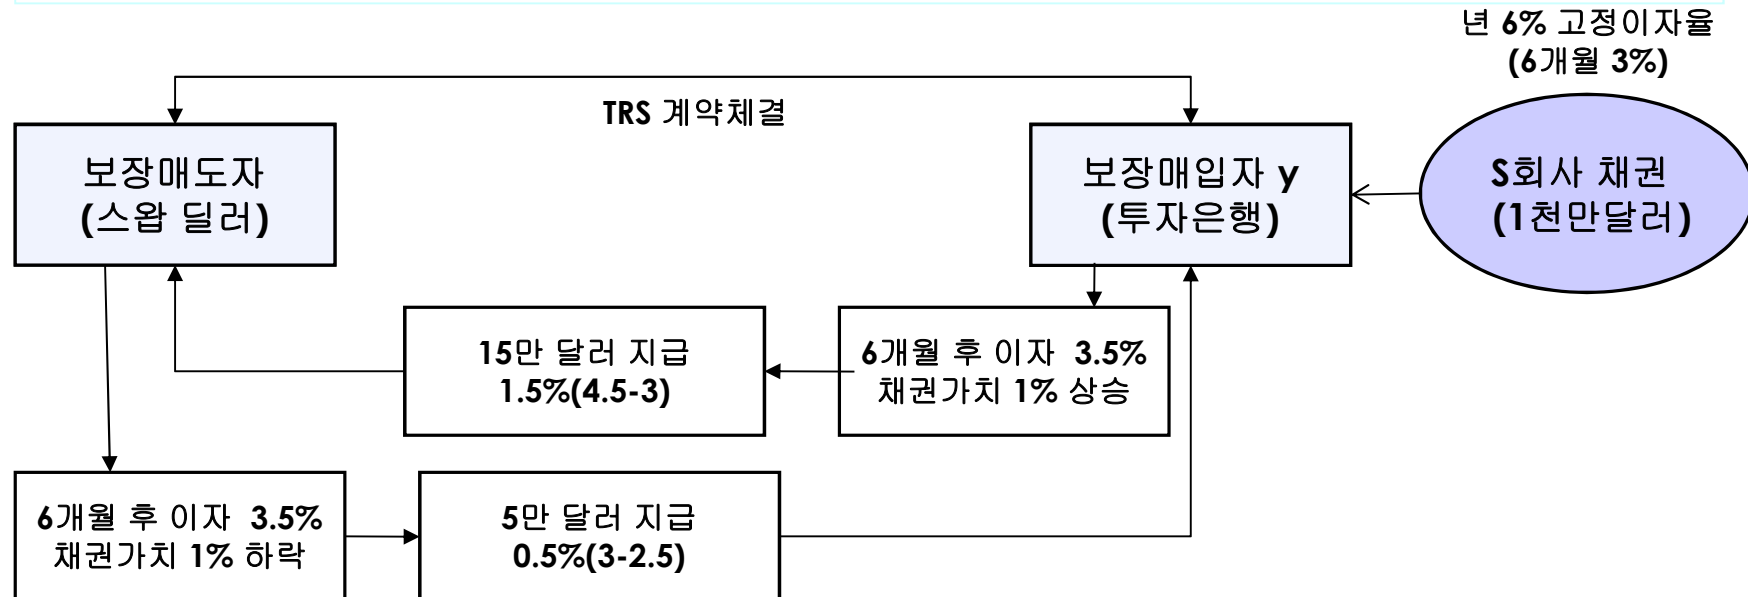 년 6% 고정이자율
(6개월 3%)
TRS 계약체결
보장매도자
(스왑 딜러)
보장매입자 y
(투자은행)
S회사 채권
(1천만달러)
15만 달러 지급
1.5%(4.5-3)
6개월 후 이자 3.5%
채권가치 1% 상승
6개월 후 이자 3.5%
채권가치 1% 하락
5만 달러 지급
0.5%(3-2.5)